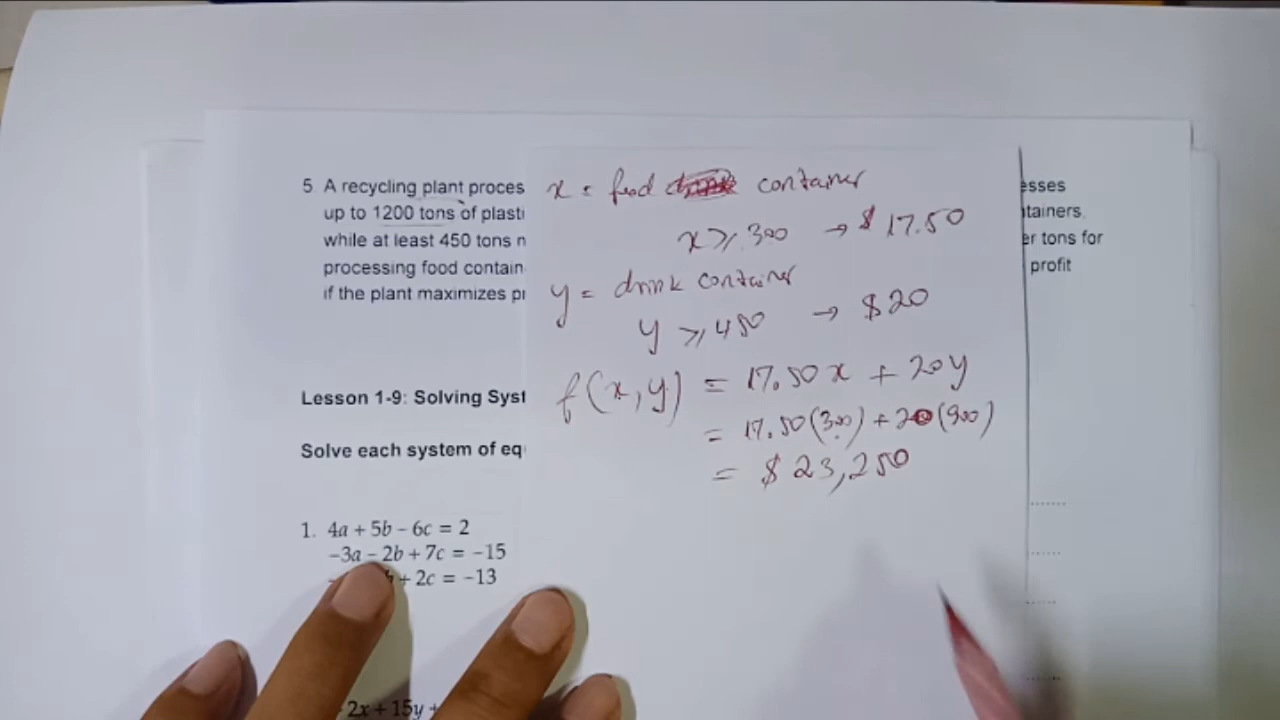 5. A recycling plant proces
up to 1200 tons of plasti
while at least 450 tons n
processing food contain
if the plant maximizes pr
x = food container
x ⩾ 300 → $ 17.50
y = drink container
y ⩾ 450 → $ 20
f(x,y) = 17.50x + 20y
= 17.50(300) + 20(900)
= $ 23,250
esses
tainers,
er tons for
profit
Lesson 1-9: Solving Syst
Solve each system of eq
1. 4a + 5b – 6c = 2
–3a – 2b + 7c = –15
+ 2c = –13
2x + 15y